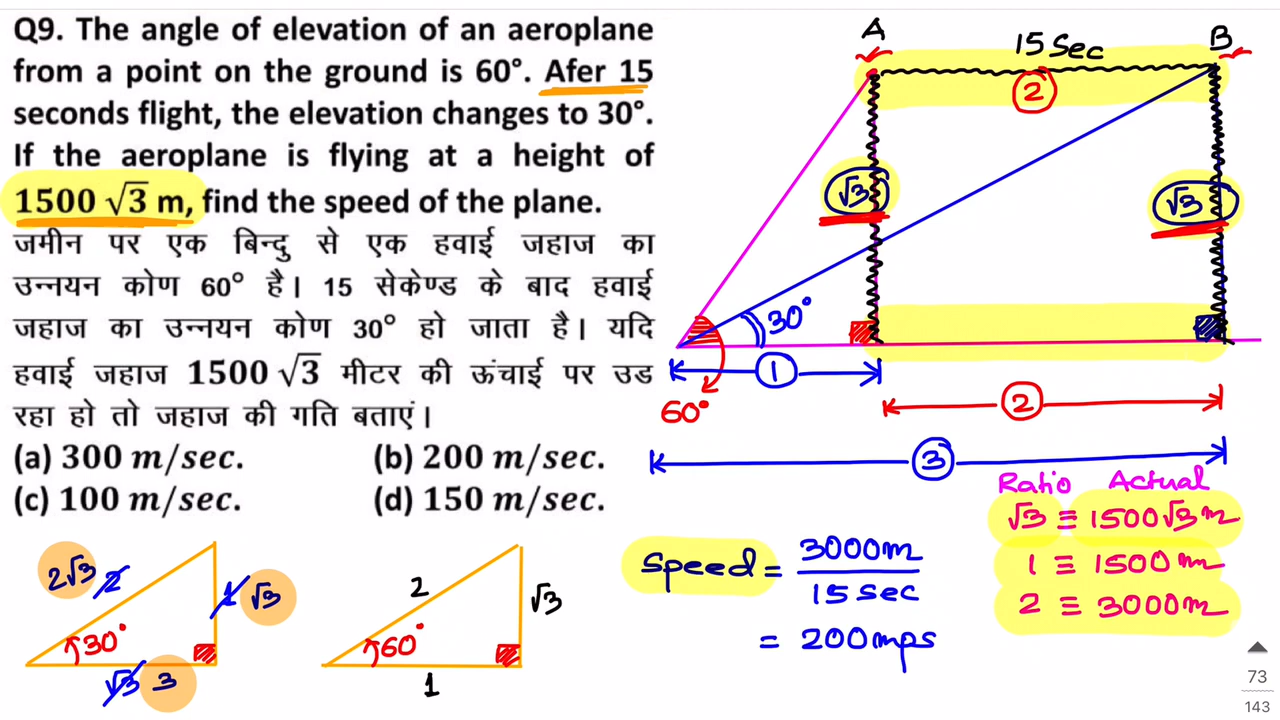 Q9. The angle of elevation of an aeroplane
from a point on the ground is 60°. Afer 15
seconds flight, the elevation changes to 30°.
If the aeroplane is flying at a height of
1500 √3 m, find the speed of the plane.
जमीन पर एक बिन्दु से एक हवाई जहाज का
उन्नयन कोण 60° है। 15 सेकेण्ड के बाद हवाई
जहाज का उन्नयन कोण 30° हो जाता है। यदि
हवाई जहाज 1500 √3 मीटर की ऊंचाई पर उड
रहा हो तो जहाज की गति बताएं।
(a) 300 m/sec. (b) 200 m/sec.
(c) 100 m/sec. (d) 150 m/sec.
A
15 Sec
B
2
√3
√3
30°
1
60°
2
3
Ratio Actual
√3 ≡ 1500√3 m
1 ≡ 1500 m
2 ≡ 3000 m
Speed = 3000m / 15 sec
= 200 mps
2√3 2
1 √3
30°
√3 3
2
√3
60°
1
73
143